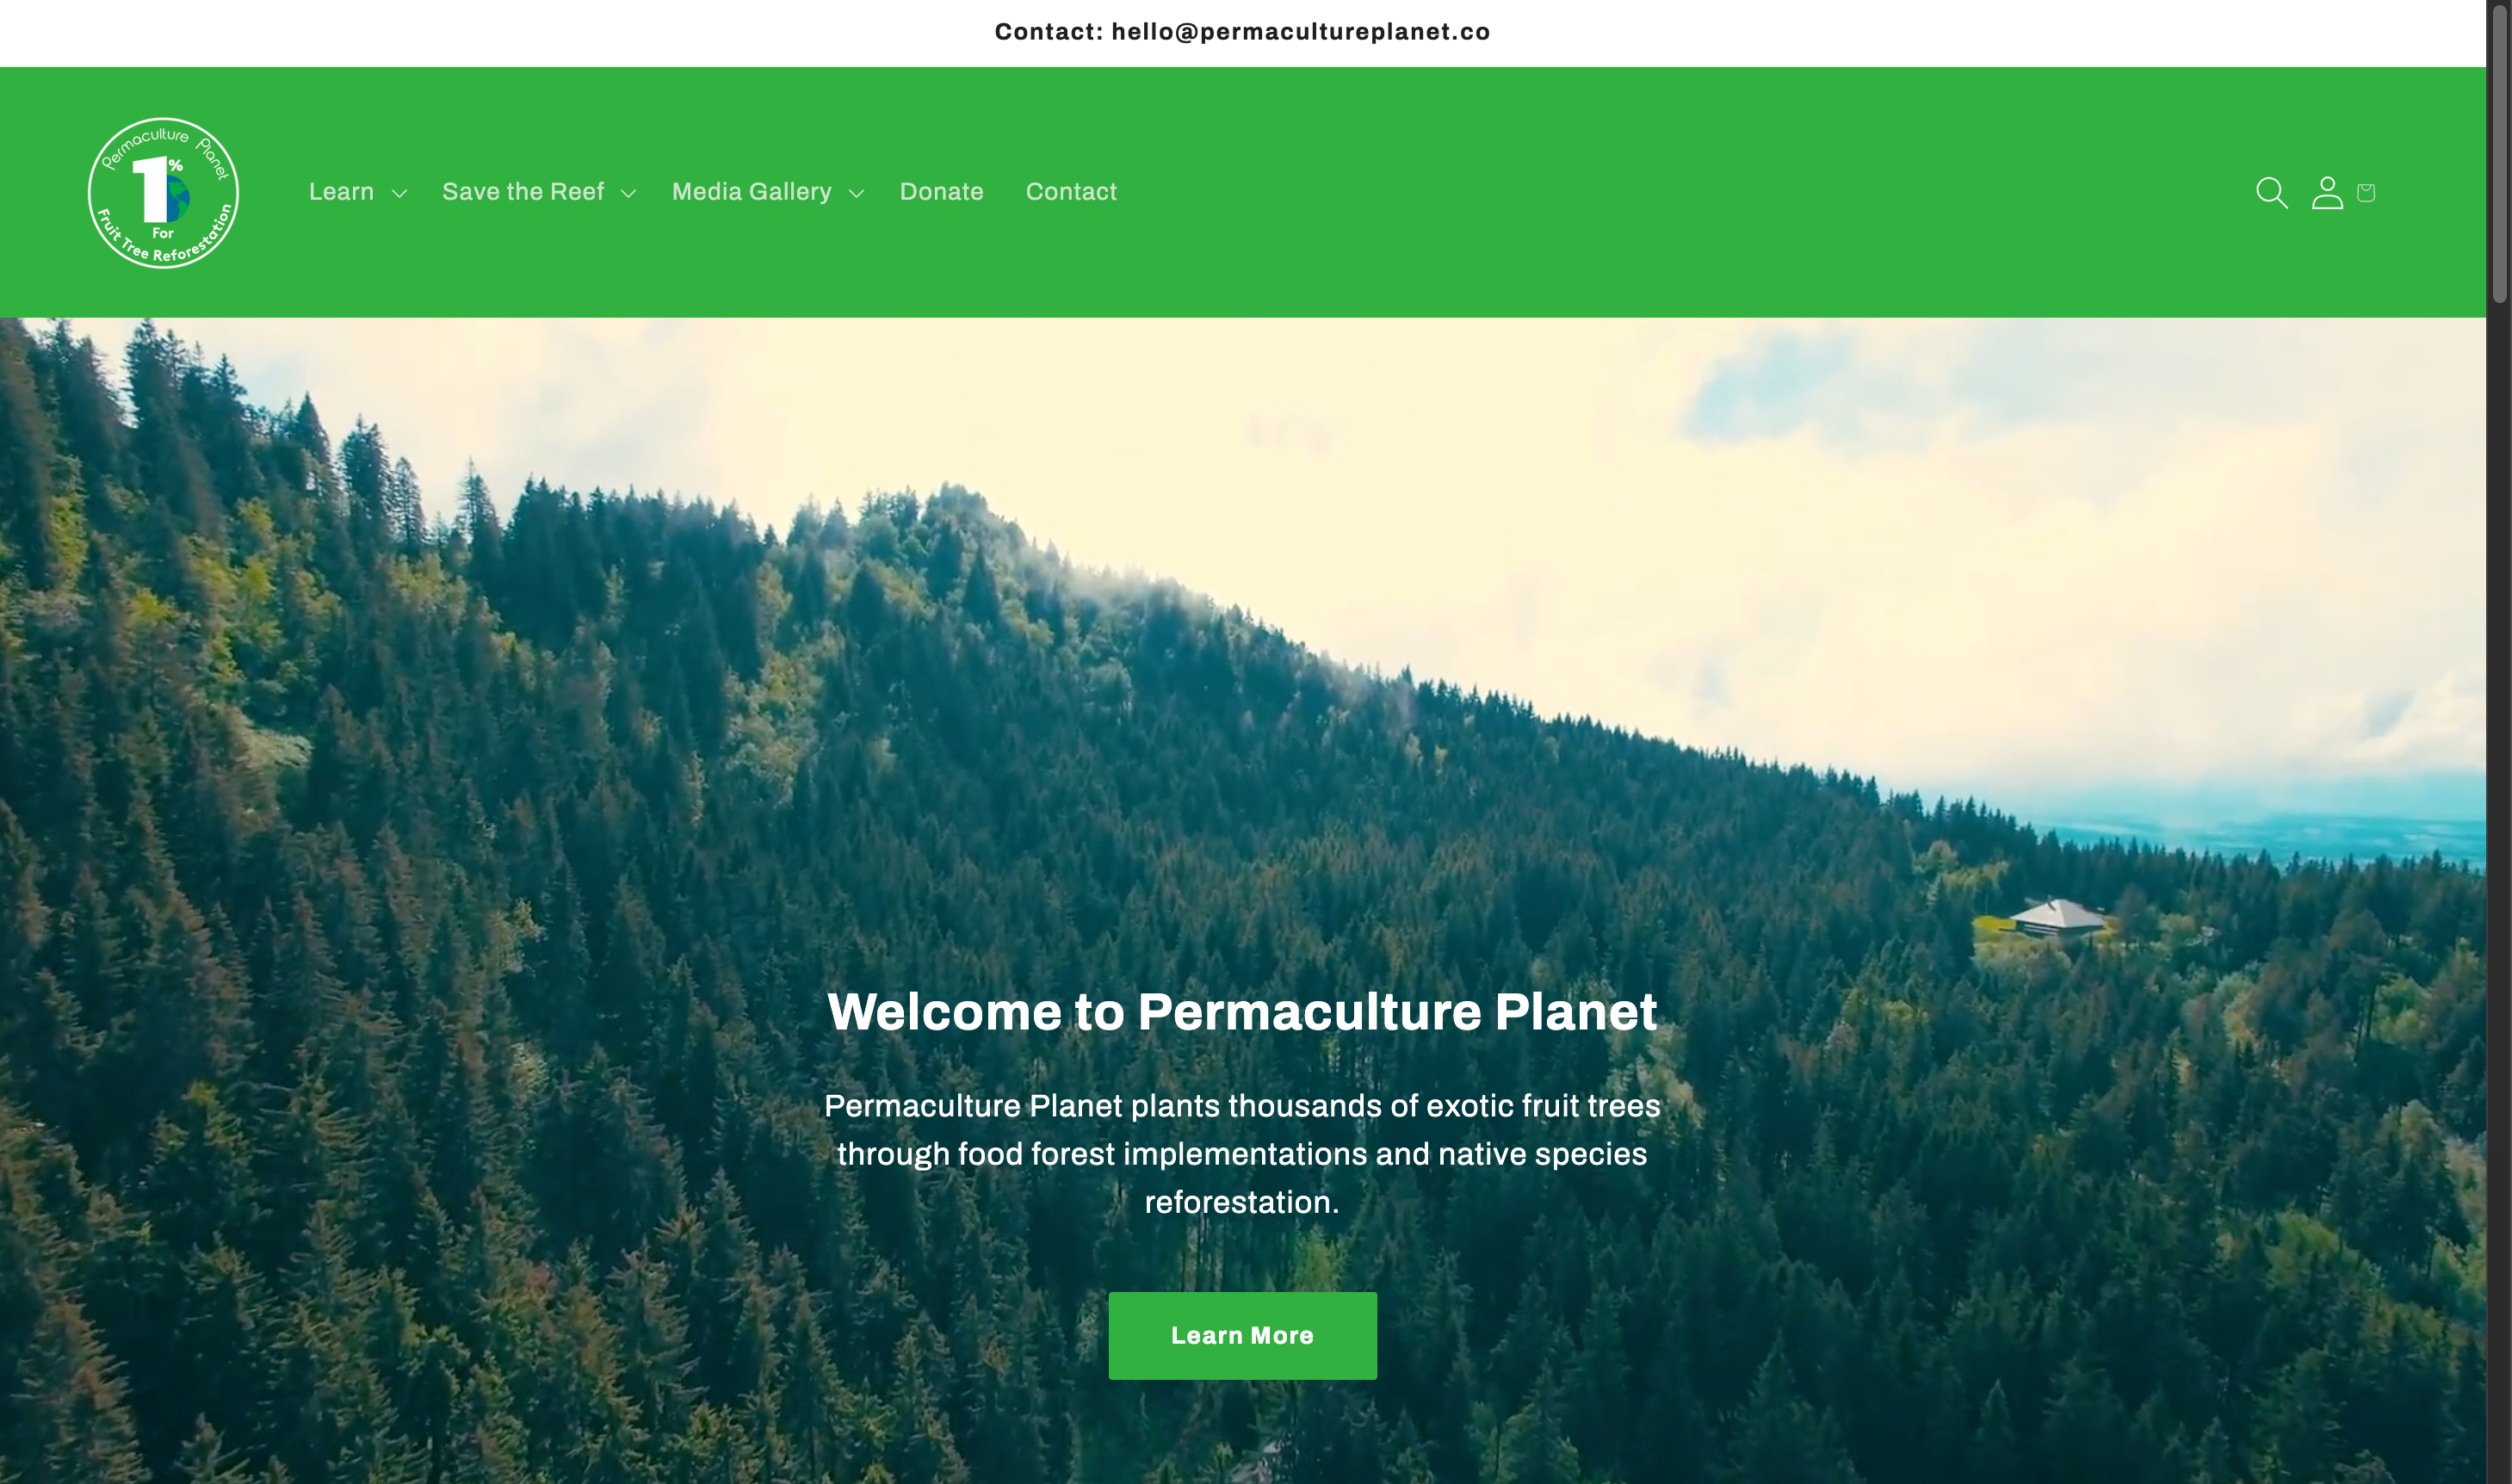 Contact: hello@permacultureplanet.co
Permaculture Planet
1%
For
Fruit Tree Reforestation
Learn
Save the Reef
Media Gallery
Donate
Contact
Welcome to Permaculture Planet
Permaculture Planet plants thousands of exotic fruit trees
through food forest implementations and native species
reforestation.
Learn More